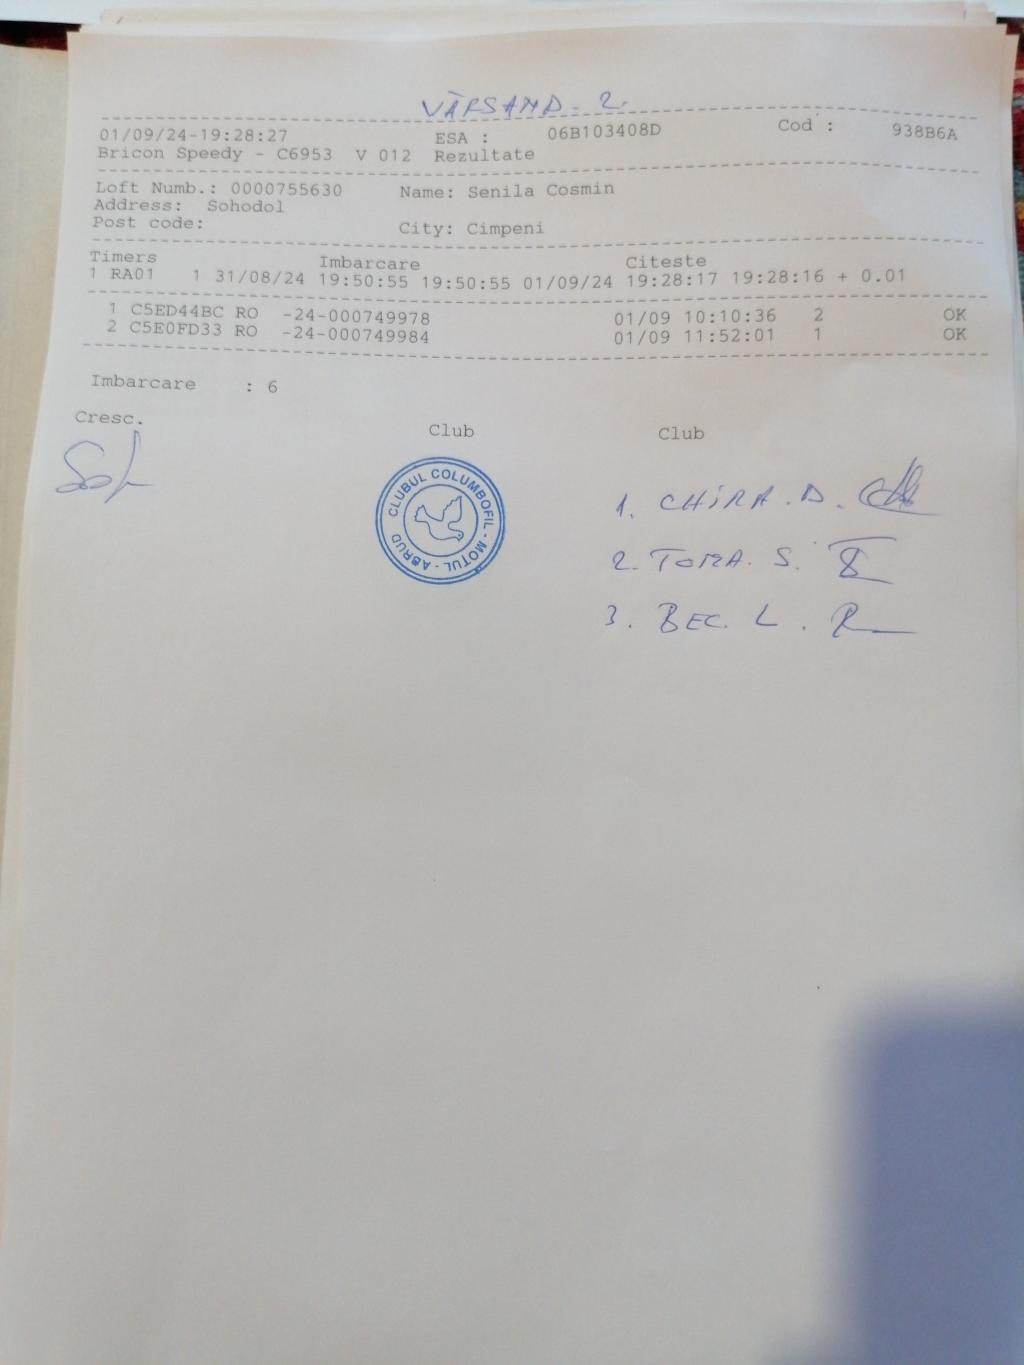 VĂRSAND. 2.
01/09/24-19:28:27 ESA : 06B103408D Cod : 938B6A
Bricon Speedy - C6953 V 012 Rezultate
Loft Numb.: 0000755630 Name: Senila Cosmin
Address: Sohodol
Post code: City: Cimpeni
Timers Imbarcare Citeste
1 RA01 1 31/08/24 19:50:55 19:50:55 01/09/24 19:28:17 19:28:16 + 0.01
1 C5ED44BC RO -24-000749978 01/09 10:10:36 2 OK
2 C5E0FD33 RO -24-000749984 01/09 11:52:01 1 OK
Imbarcare : 6
Cresc. Club Club
CLUBUL COLUMBOFIL - MOTUL - ABRUD
1. CHIRA. D.
2. TOMA. S.
3. BEC. L.